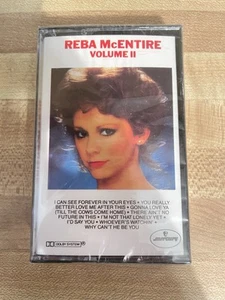 REBA McENTIRE
VOLUME II
I CAN SEE FOREVER IN YOUR EYES • YOU REALLY
BETTER LOVE ME AFTER THIS • GONNA LOVE YA
(TILL THE COWS COME HOME) • THERE AIN'T NO
FUTURE IN THIS • I'M NOT THAT LONELY YET •
I'D SAY YOU • WHOEVER'S WATCHIN' •
WHY CAN'T HE BE YOU
DOLBY SYSTEM
mercury